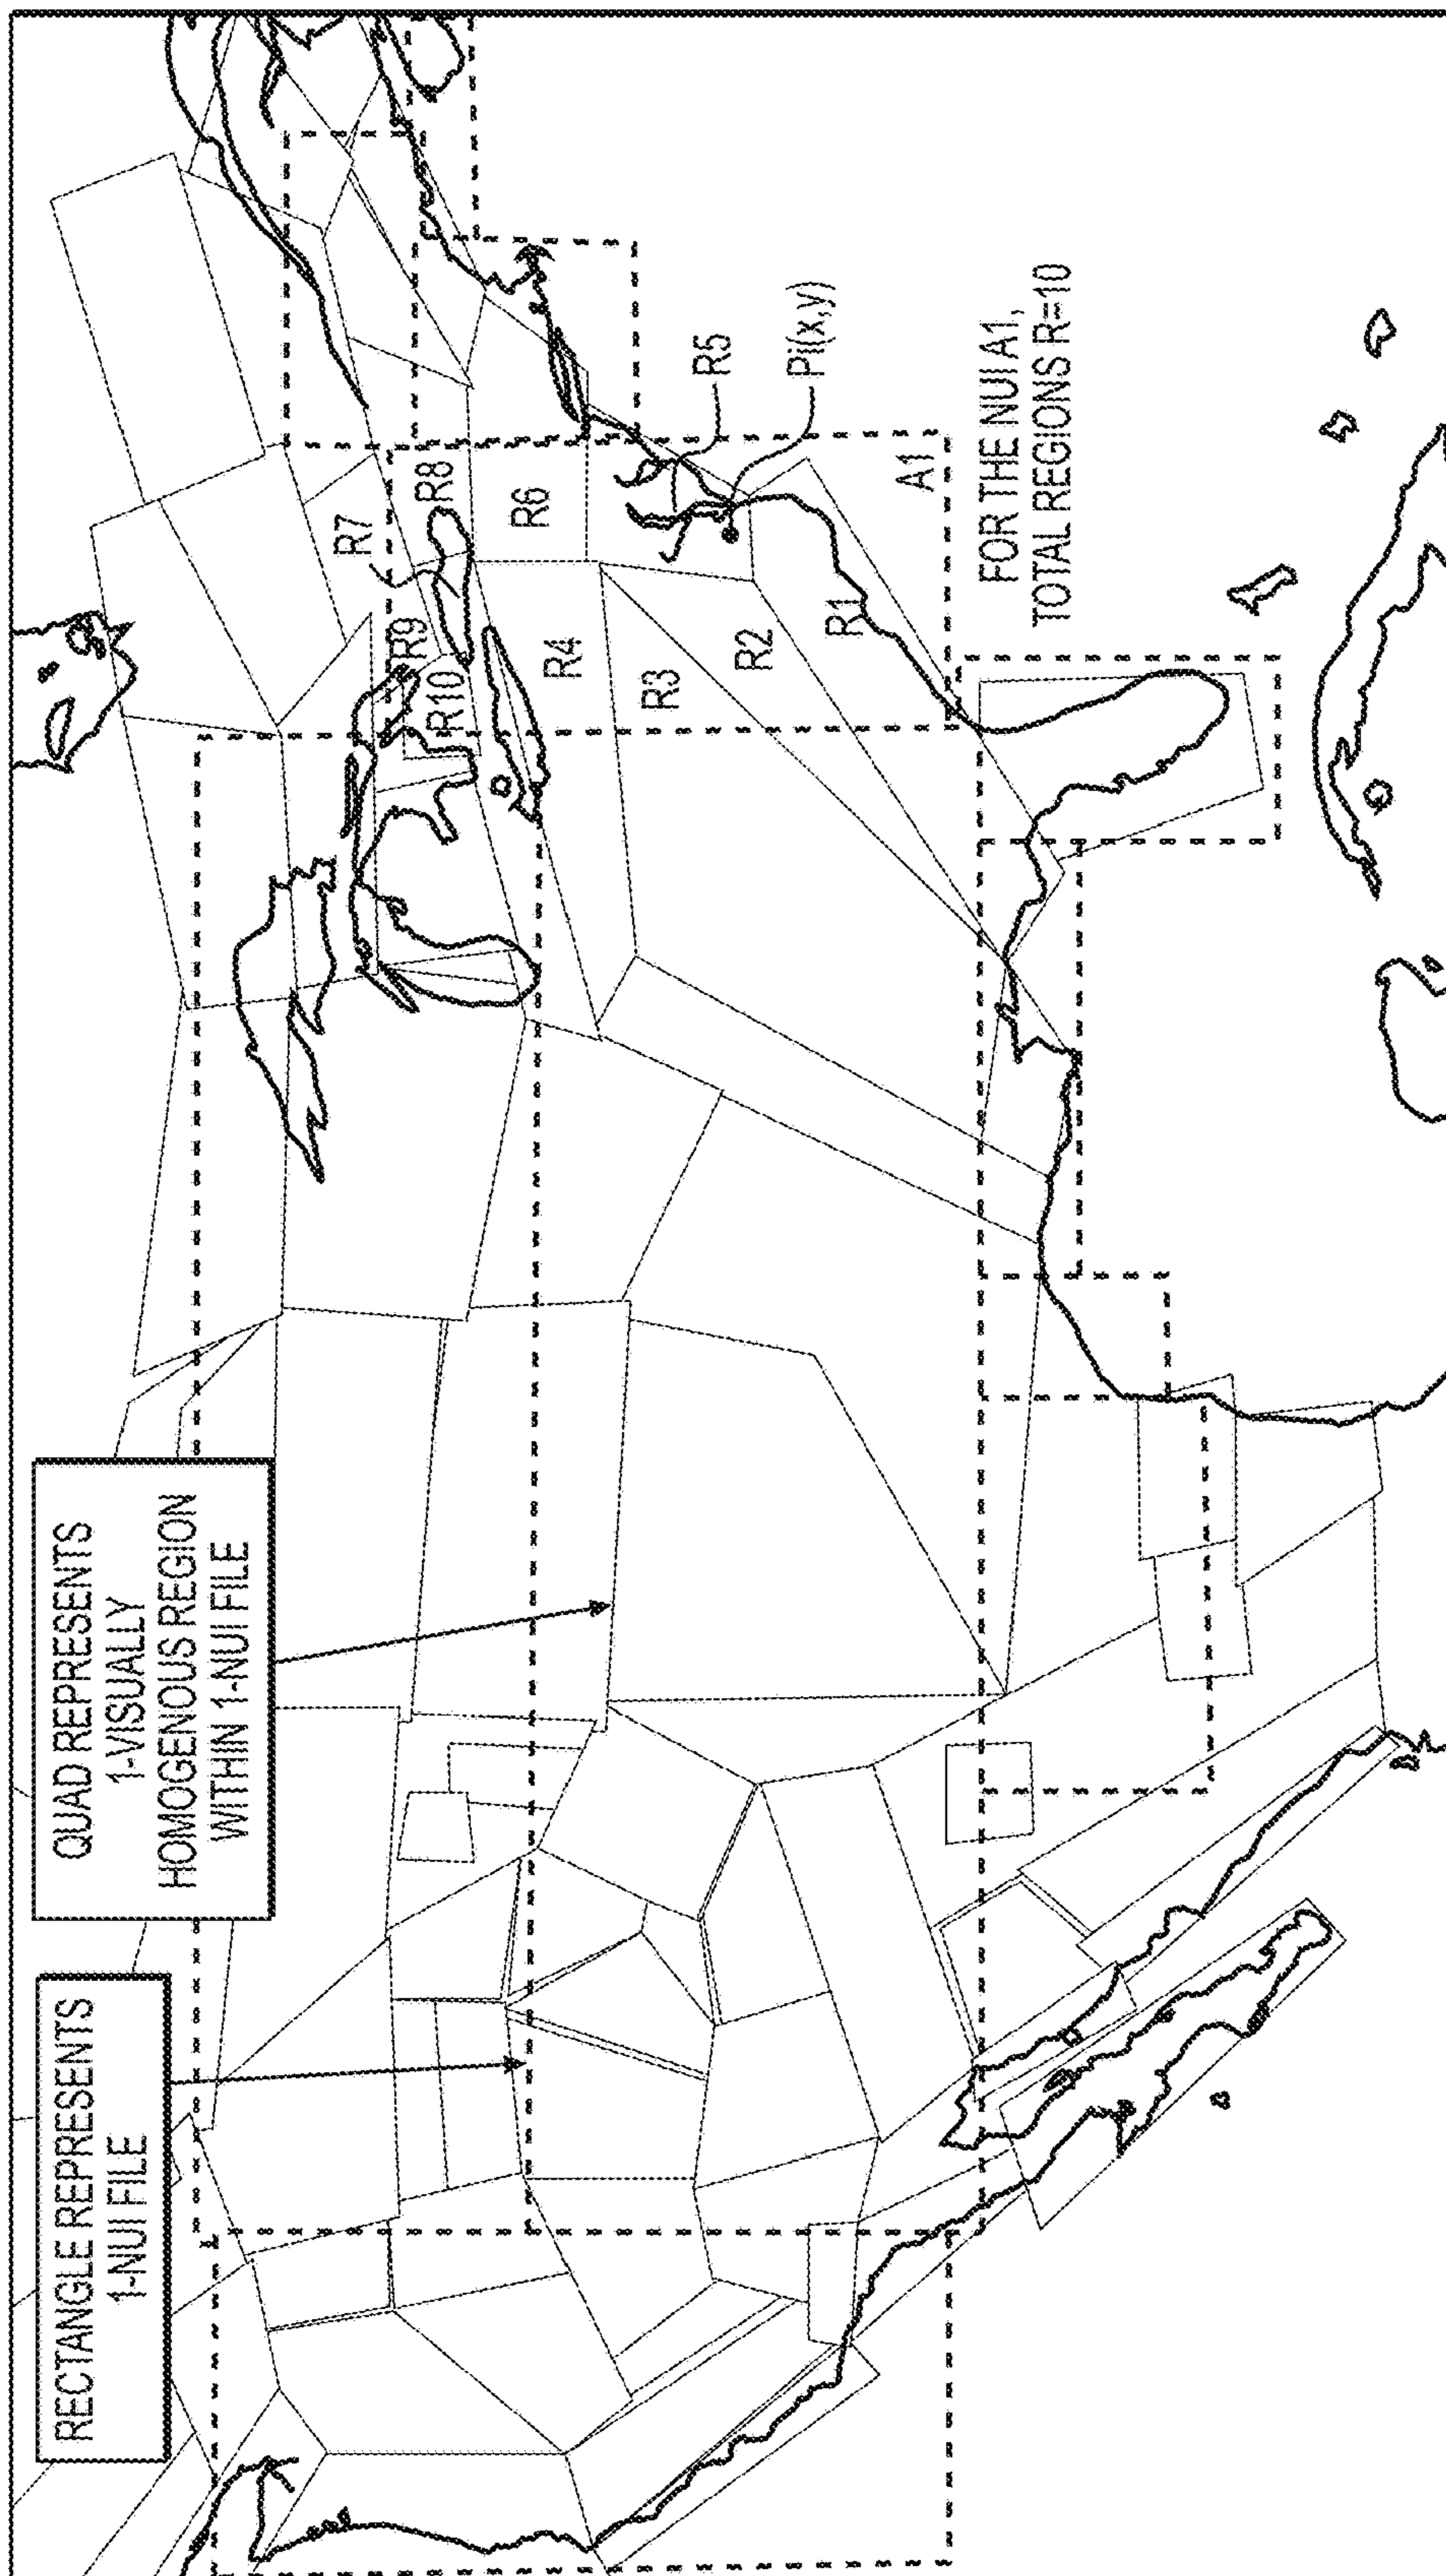 RECTANGLE REPRESENTS
1-NUI FILE
QUAD REPRESENTS
1-VISUALLY
HOMOGENOUS REGION
WITHIN 1-NUI FILE
R7
R8
R9
R10
R6
R4
R3
R2
R1
R5
Pi(x,y)
A1
FOR THE NUI A1,
TOTAL REGIONS R=10